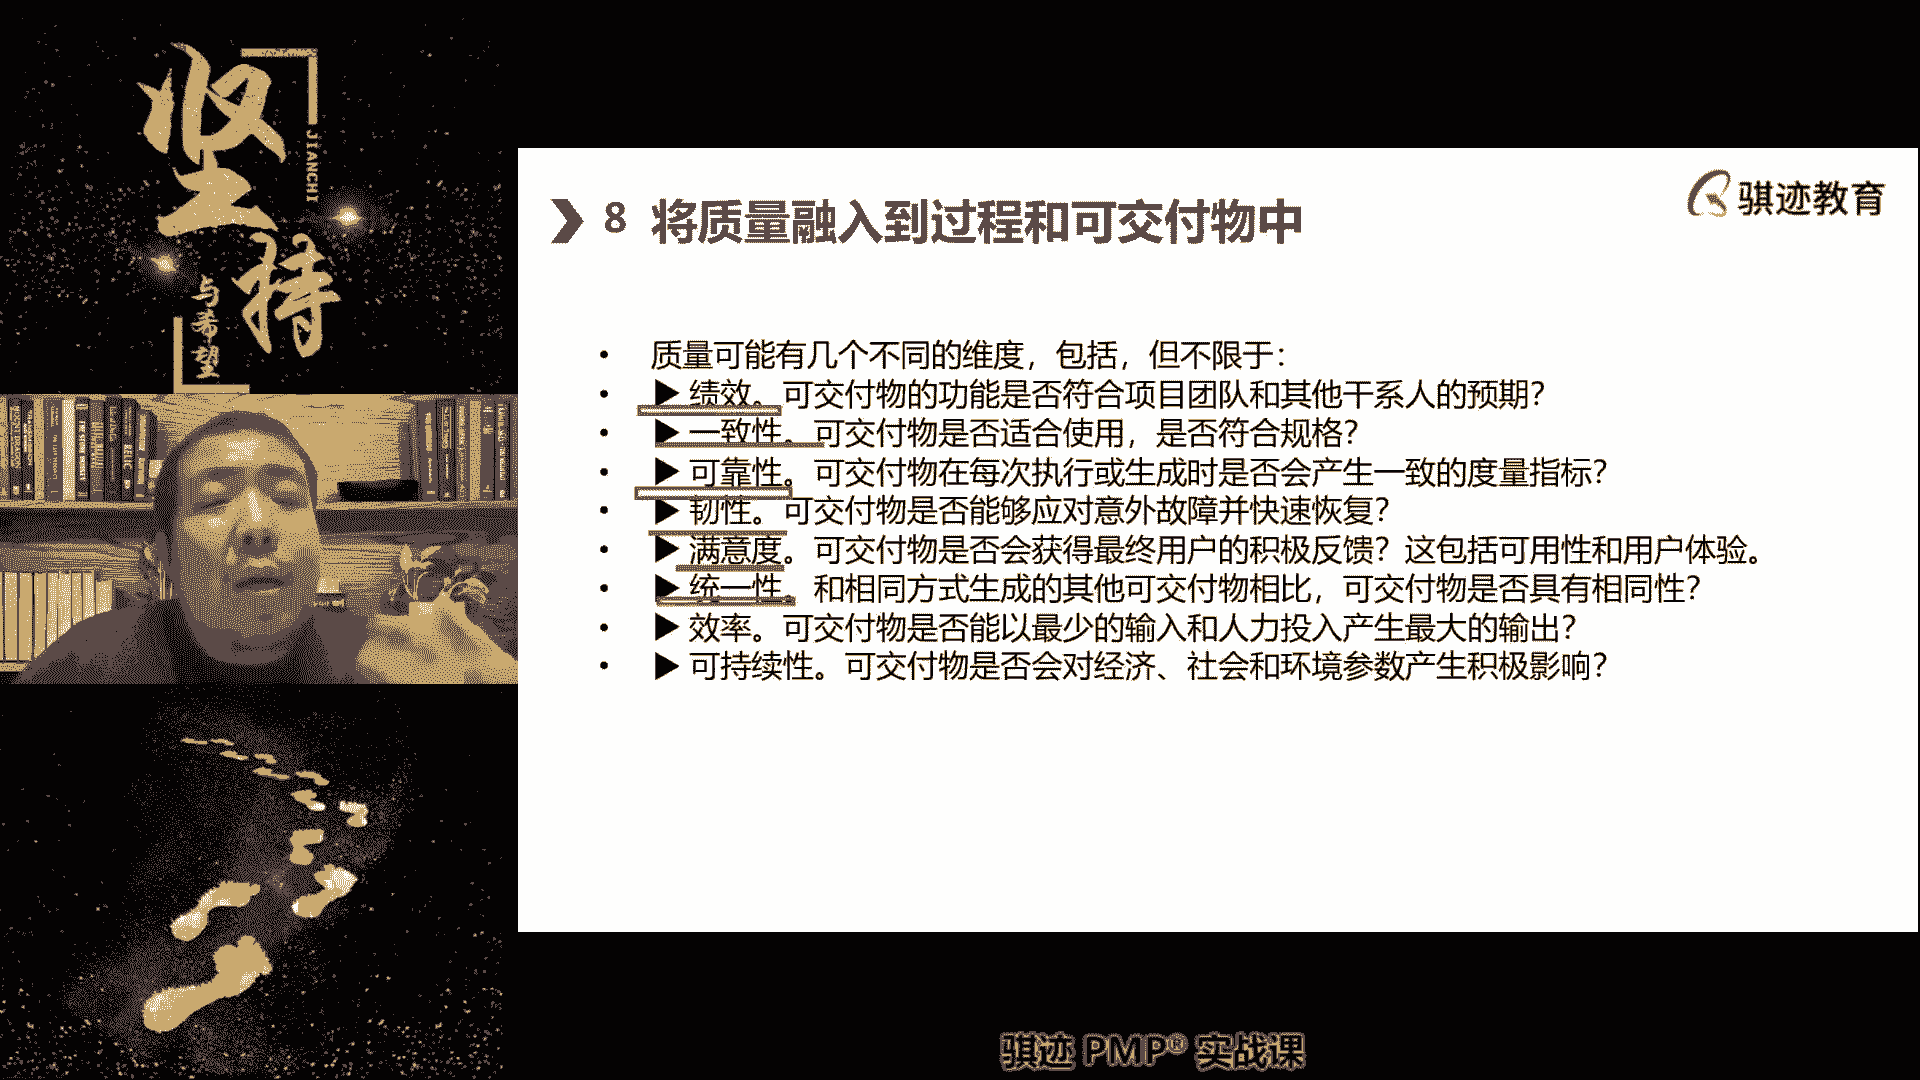 坚持
JIANCHI
与希望
骐迹教育
8 将质量融入到过程和可交付物中
• 质量可能有几个不同的维度，包括，但不限于：
• ▶ 绩效。可交付物的功能是否符合项目团队和其他干系人的预期？
• ▶ 一致性。可交付物是否适合使用，是否符合规格？
• ▶ 可靠性。可交付物在每次执行或生成时是否会产生一致的度量指标？
• ▶ 韧性。可交付物是否能够应对意外故障并快速恢复？
• ▶ 满意度。可交付物是否会获得最终用户的积极反馈？这包括可用性和用户体验。
• ▶ 统一性。和相同方式生成的其他可交付物相比，可交付物是否具有相同性？
• ▶ 效率。可交付物是否能以最少的输入和人力投入产生最大的输出？
• ▶ 可持续性。可交付物是否会对经济、社会和环境参数产生积极影响？
骐迹 PMP® 实战课